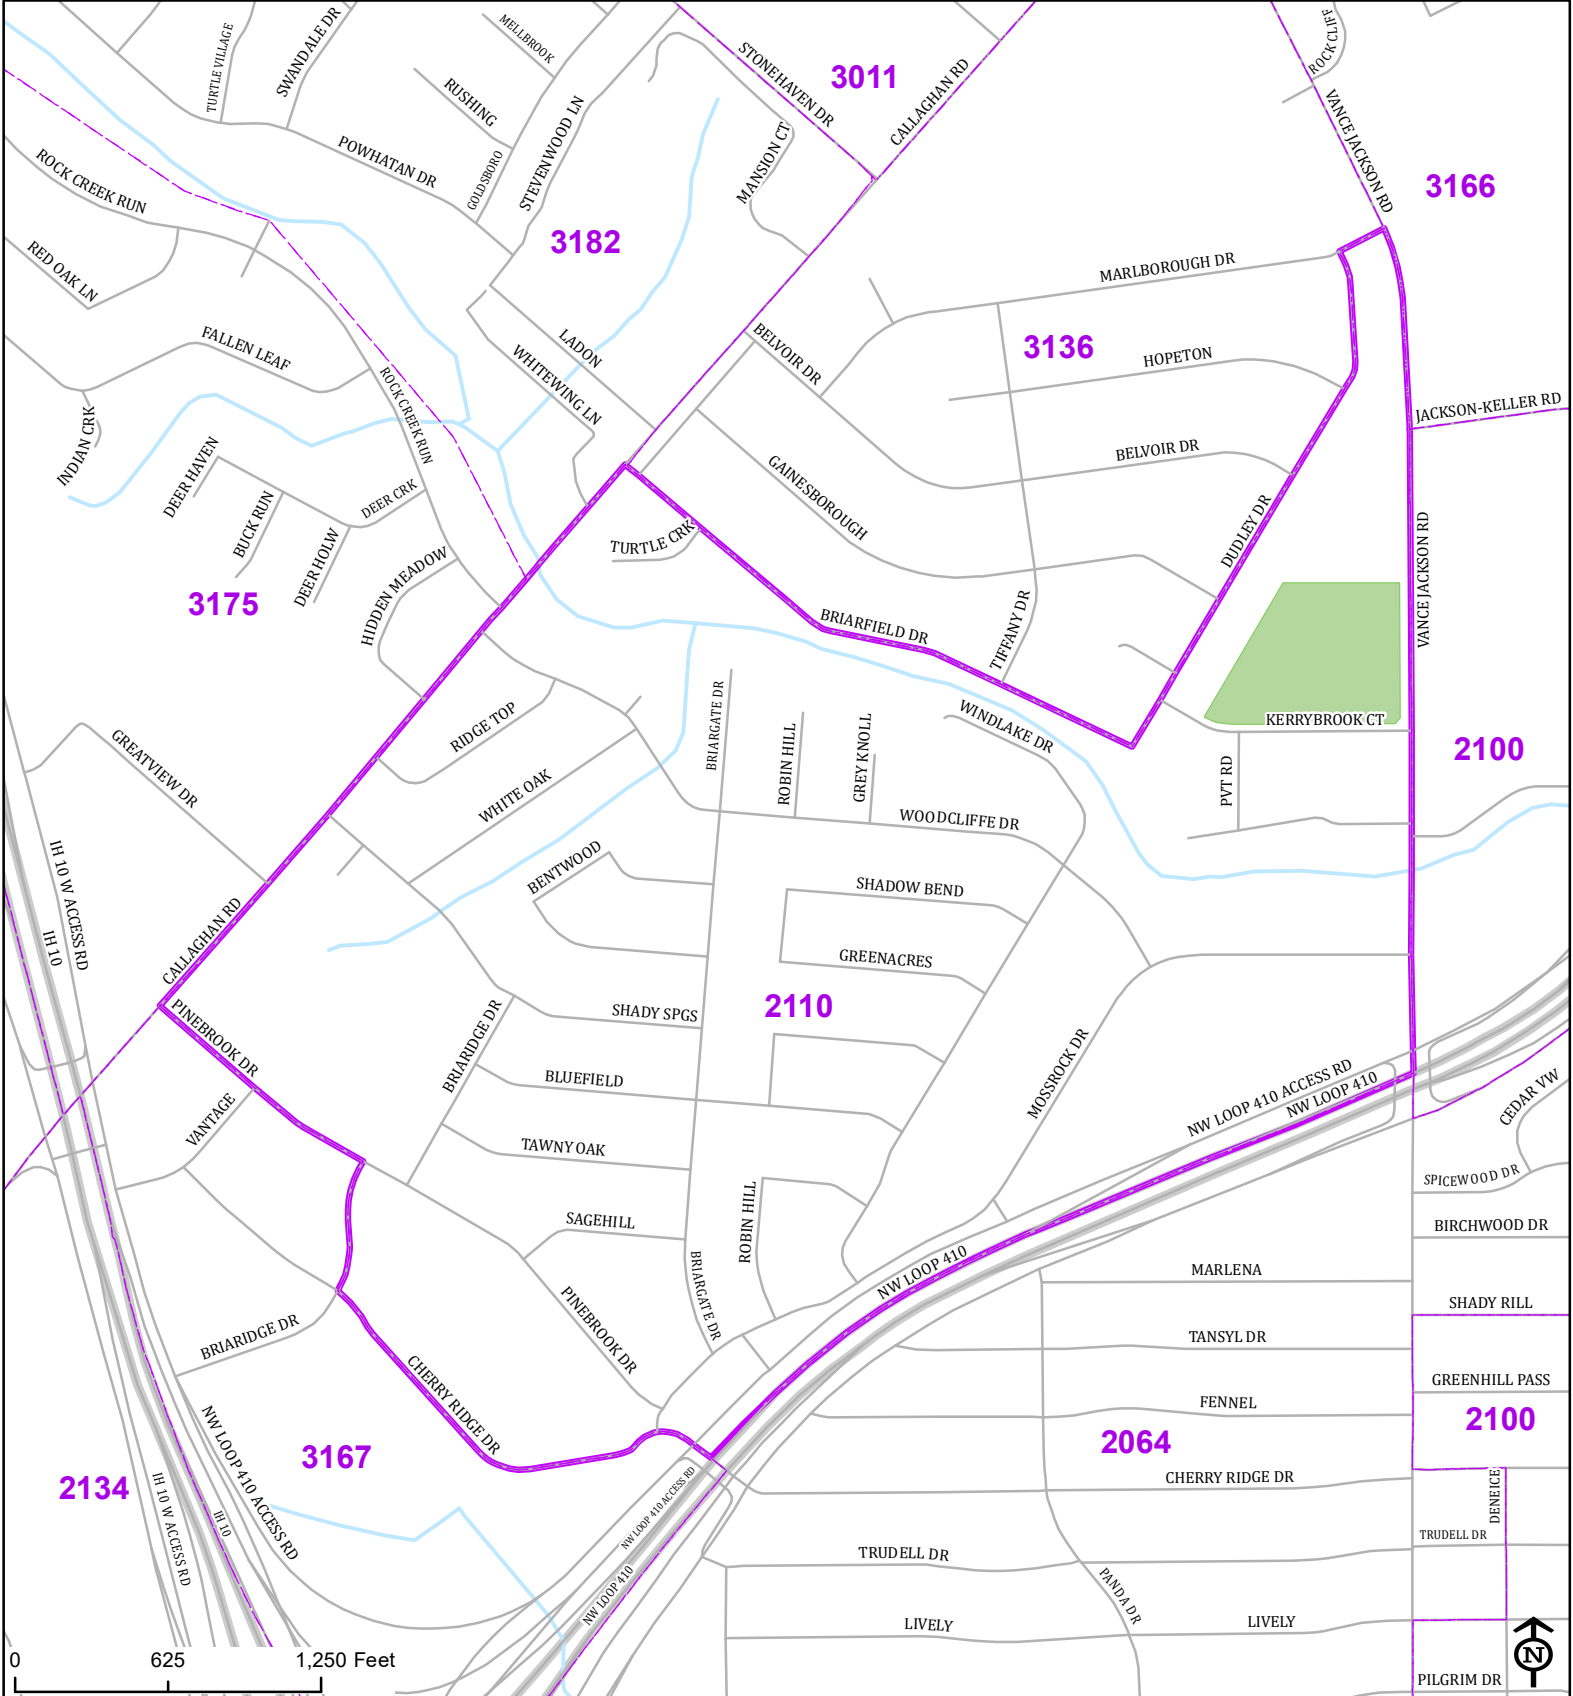 TURTLE VILLAGE
SWANDALE DR
MELLBROOK
RUSHING
STEVENWOOD LN
STONEHAVEN DR
3011
CALLAGHAN RD
ROCK CLIFF
VANCE JACKSON RD
3166
ROCK CREEK RUN
POWHATAN DR
GOLDSBORO
MANSION CT
3182
RED OAK LN
MARLBOROUGH DR
FALLEN LEAF
LADON
WHITEWING LN
BELVOIR DR
3136
HOPETON
INDIAN CRK
ROCK CREEK RUN
JACKSON-KELLER RD
DEER HAVEN
BUCK RUN
DEER CRK
DEER HOLW
GAINESBOROUGH
BELVOIR DR
DUDLEY DR
TURTLE CRK
HIDDEN MEADOW
3175
BRIARFIELD DR
TIFFANY DR
VANCE JACKSON RD
GREATVIEW DR
RIDGE TOP
BRIARGATE DR
ROBIN HILL
GREY KNOLL
WINDLAKE DR
KERRYBROOK CT
2100
WHITE OAK
PVT RD
WOODCLIFFE DR
IH 10 W ACCESS RD
IH 10
BENTWOOD
SHADOW BEND
CALLAGHAN RD
GREENACRES
PINEBROOK DR
BRIARIDGE DR
SHADY SPGS
2110
BLUEFIELD
MOSSROCK DR
NW LOOP 410 ACCESS RD
NW LOOP 410
CEDAR VW
VANTAGE
TAWNY OAK
SPICEWOOD DR
ROBIN HILL
SAGEHILL
BIRCHWOOD DR
BRIARGATE DR
NW LOOP 410
MARLENA
SHADY RILL
BRIARIDGE DR
PINEBROOK DR
TANSYL DR
CHERRY RIDGE DR
GREENHILL PASS
FENNEL
2100
NW LOOP 410 ACCESS RD
3167
2064
2134
IH 10 W ACCESS RD
IH 10
NW LOOP 410 ACCESS RD
CHERRY RIDGE DR
DENEICE
TRUDELL DR
TRUDELL DR
NW LOOP 410
PANDA DR
LIVELY
LIVELY
N
0 625 1,250 Feet
PILGRIM DR